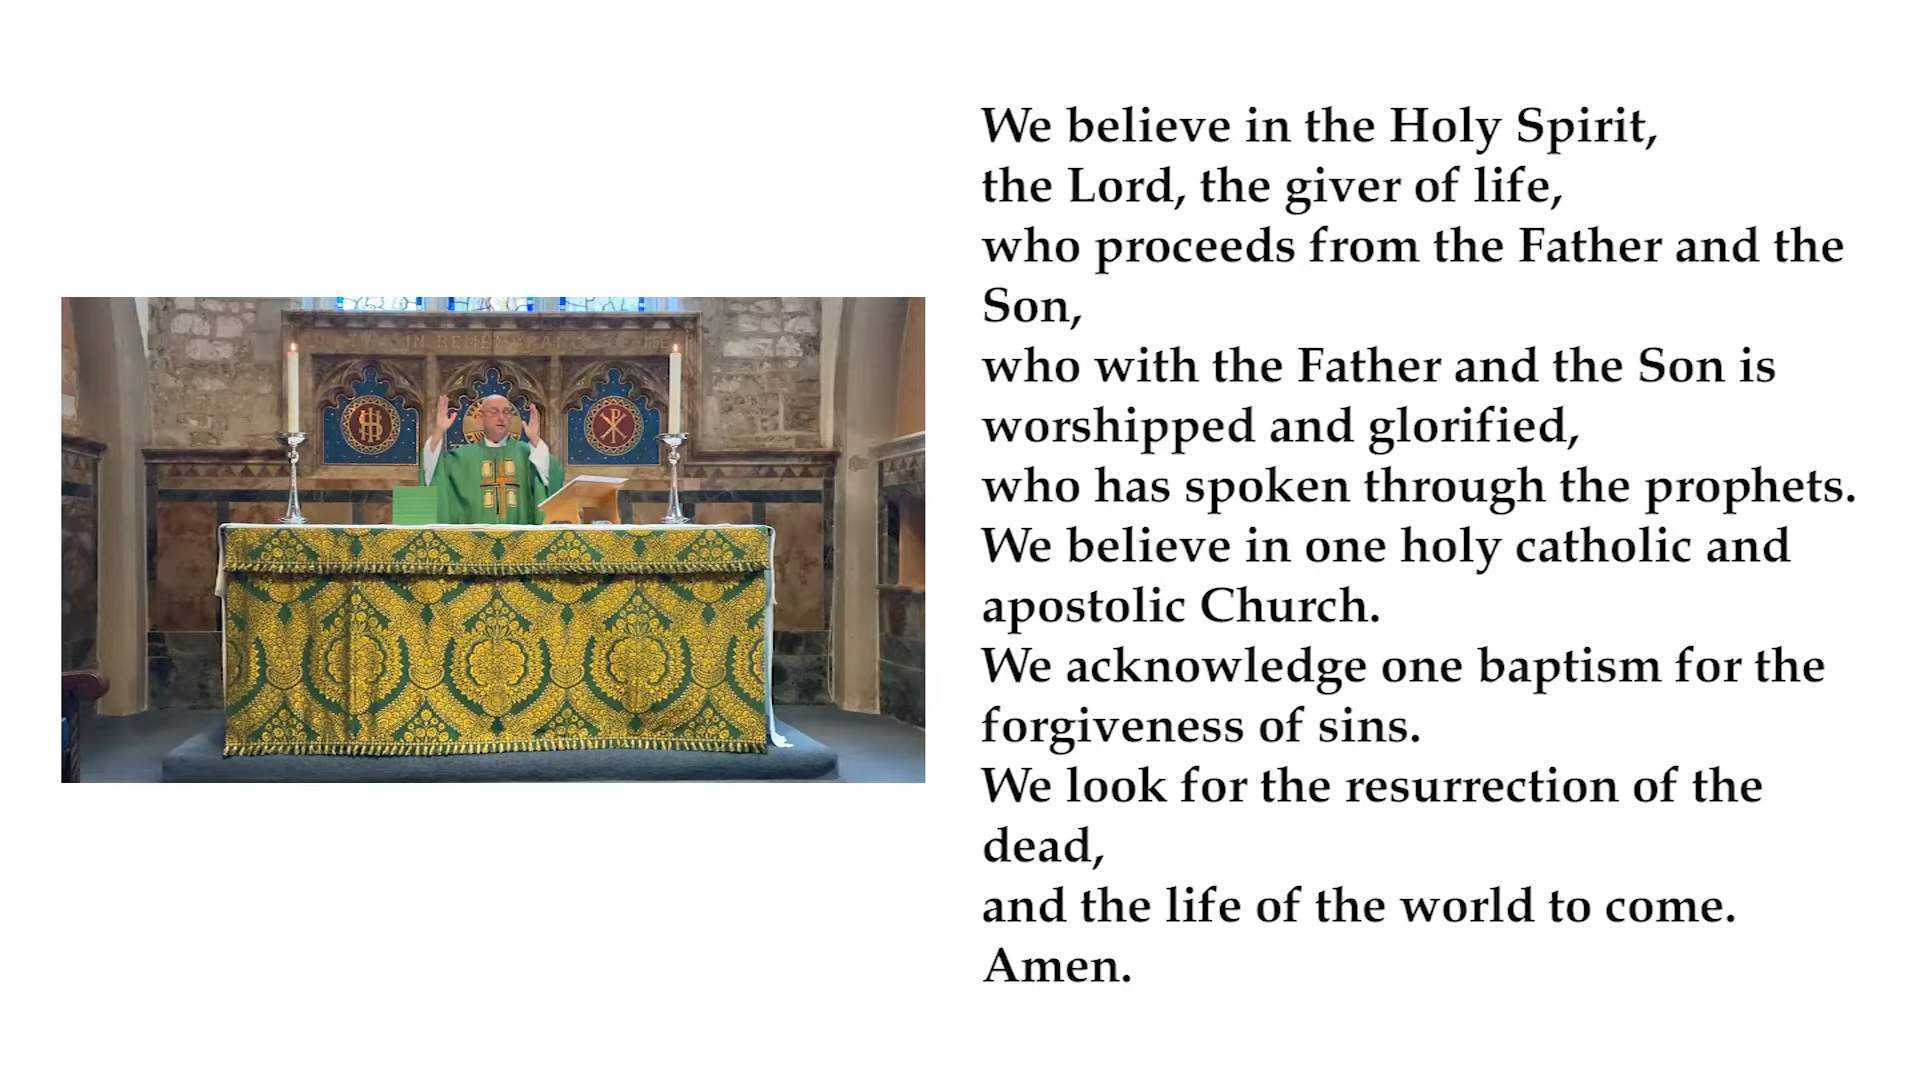 We believe in the Holy Spirit,
the Lord, the giver of life,
who proceeds from the Father and the
Son,
who with the Father and the Son is
worshipped and glorified,
who has spoken through the prophets.
We believe in one holy catholic and
apostolic Church.
We acknowledge one baptism for the
forgiveness of sins.
We look for the resurrection of the
dead,
and the life of the world to come.
Amen.
IN REMEMBRANCE